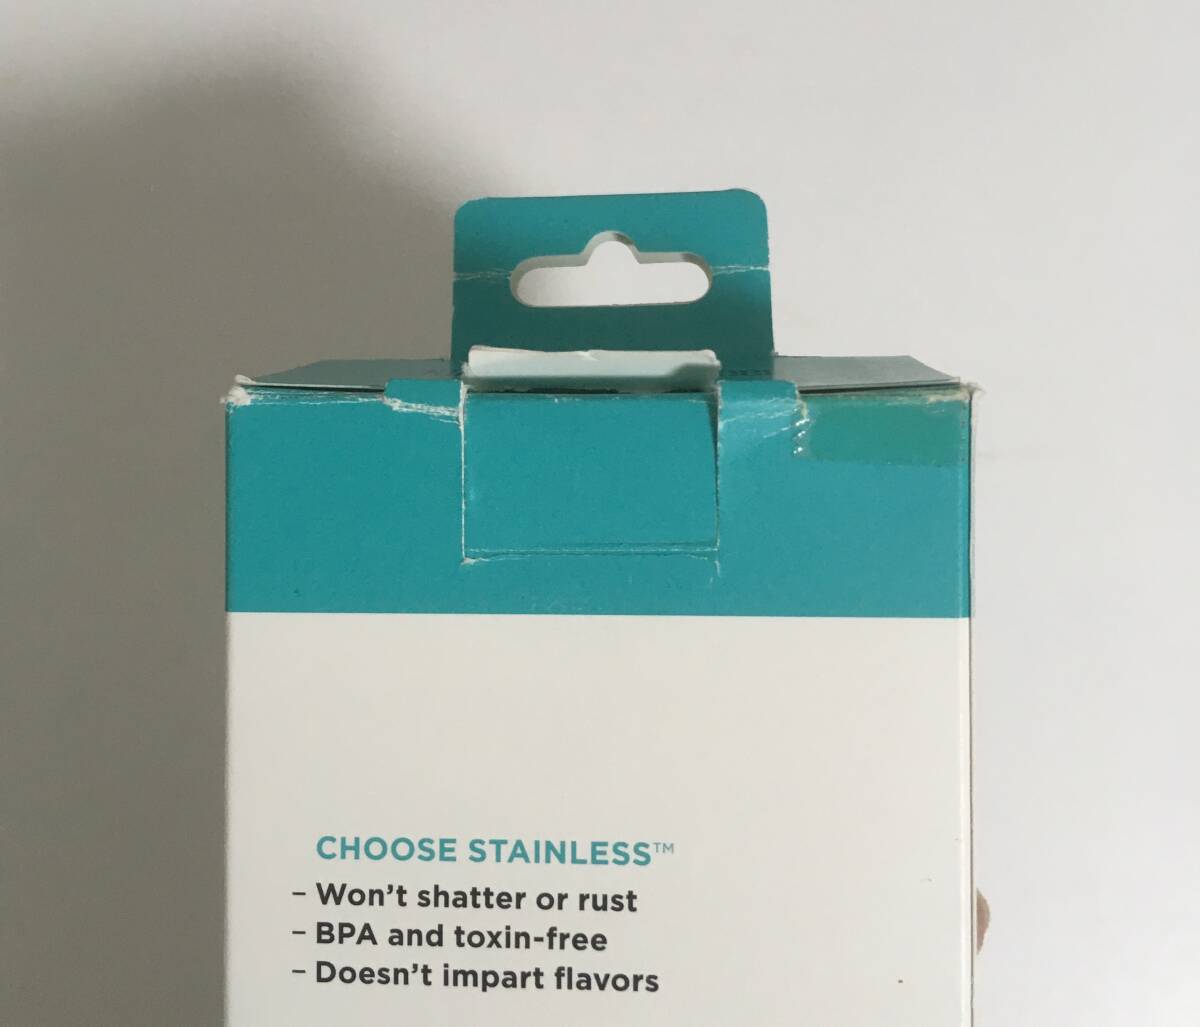 CHOOSE STAINLESS™
– Won't shatter or rust
– BPA and toxin-free
– Doesn't impart flavors